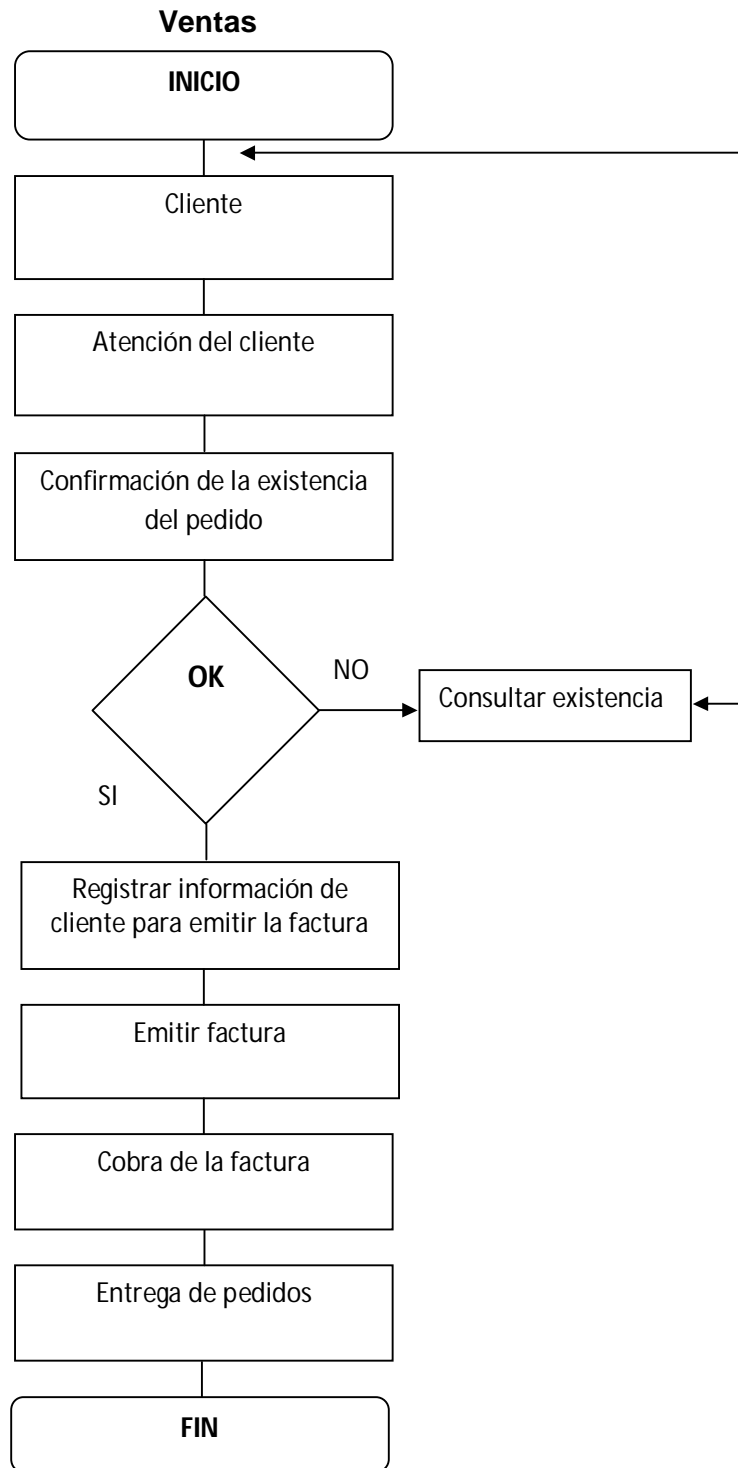 Ventas
INICIO
Cliente
Atención del cliente
Confirmación de la existencia
del pedido
OK
NO
Consultar existencia
SI
Registrar información de
cliente para emitir la factura
Emitir factura
Cobra de la factura
Entrega de pedidos
FIN